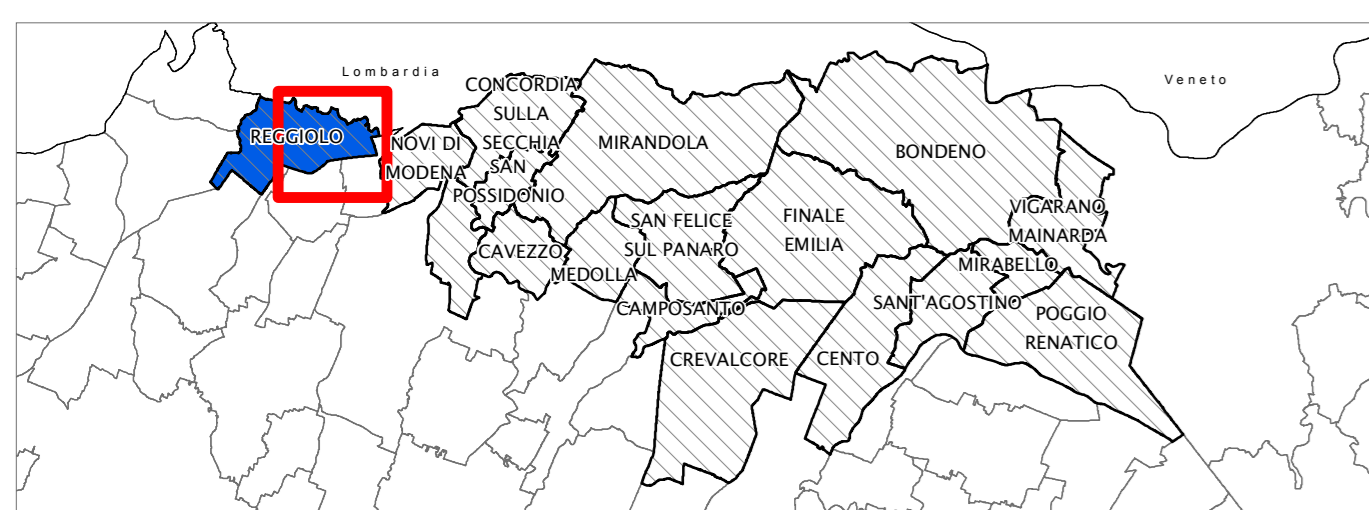 Lombardia
Veneto
CONCORDIA
SULLA
SECCHIA
REGGIOLO
NOVI DI
MODENA
MIRANDOLA
BONDENO
SAN
POSSIDONIO
SAN FELICE
SUL PANARO
FINALE
EMILIA
VIGARANO
MAINARDA
CAVEZZO
MEDOLLA
MIRABELLO
CAMPOSANTO
SANT'AGOSTINO
POGGIO
RENATICO
CREVALCORE
CENTO